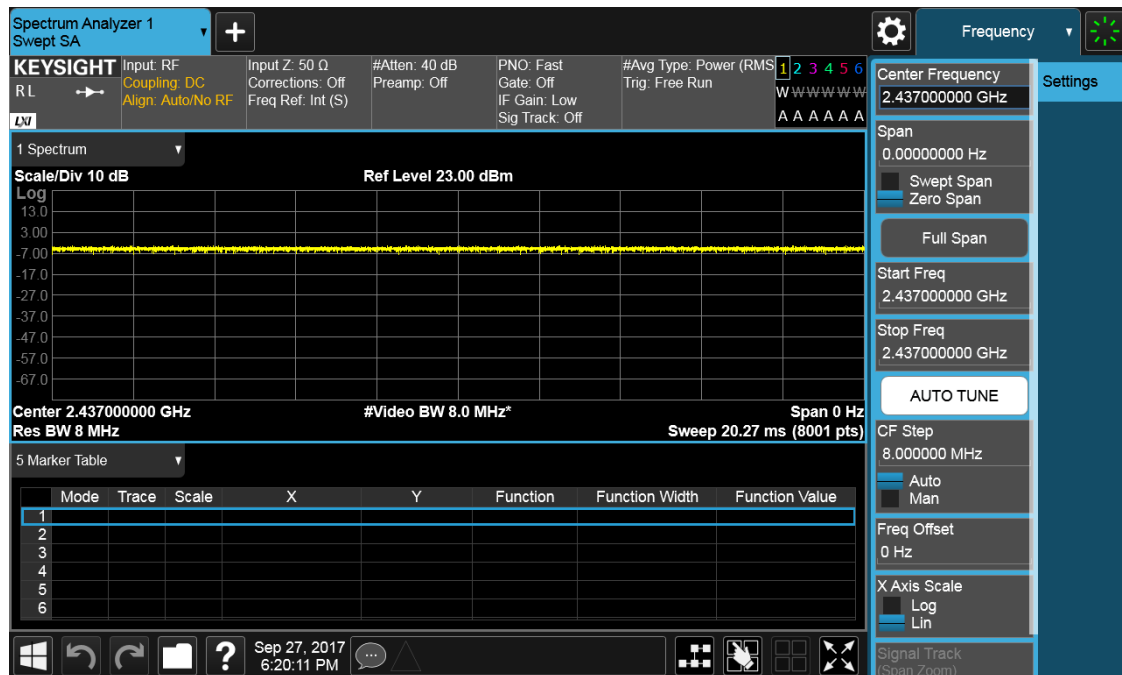 Spectrum Analyzer 1
Swept SA
+
Frequency
KEYSIGHT
RL
LXI
Input: RF
Coupling: DC
Align: Auto/No RF
Input Z: 50 Ω
Corrections: Off
Freq Ref: Int (S)
#Atten: 40 dB
Preamp: Off
PNO: Fast
Gate: Off
IF Gain: Low
Sig Track: Off
#Avg Type: Power (RMS
Trig: Free Run
1 2 3 4 5 6
W W W W W W
A A A A A A
1 Spectrum
Scale/Div 10 dB
Ref Level 23.00 dBm
Log
13.0
3.00
-7.00
-17.0
-27.0
-37.0
-47.0
-57.0
-67.0
Center 2.437000000 GHz
#Video BW 8.0 MHz*
Span 0 Hz
Res BW 8 MHz
Sweep 20.27 ms (8001 pts)
5 Marker Table
Mode Trace Scale X Y Function Function Width Function Value
1
2
3
4
5
6
?
Sep 27, 2017
6:20:11 PM
Center Frequency
2.437000000 GHz
Span
0.00000000 Hz
Swept Span
Zero Span
Full Span
Start Freq
2.437000000 GHz
Stop Freq
2.437000000 GHz
AUTO TUNE
CF Step
8.000000 MHz
Auto
Man
Freq Offset
0 Hz
X Axis Scale
Log
Lin
Signal Track
(Span Zoom)
Settings